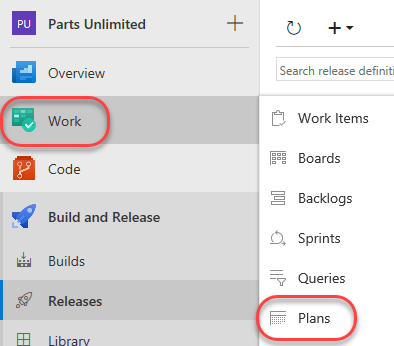 PU Parts Unlimited +
Overview
Work
Code
Build and Release
Builds
Releases
Library
Search release definiti
Work Items
Boards
Backlogs
Sprints
Queries
Plans